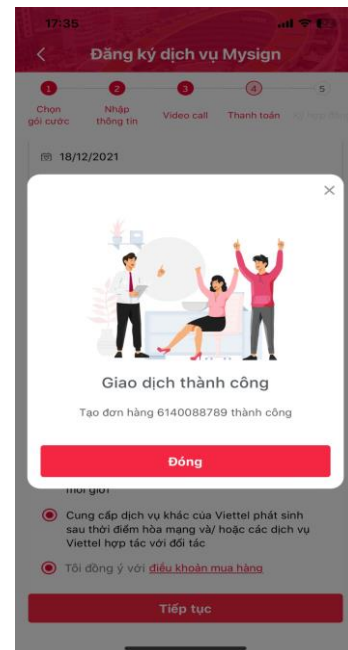 17:35
Đăng ký dịch vụ Mysign
1
2
3
4
5
Chọn
gói cước
Nhập
thông tin
Video call
Thanh toán
18/12/2021
Giao dịch thành công
Tạo đơn hàng 6140088789 thành công
Đóng
môi giới
Cung cấp dịch vụ khác của Viettel phát sinh
sau thời điểm hòa mạng và/ hoặc các dịch vụ
Viettel hợp tác với đối tác
Tôi đồng ý với điều khoản mua hàng
Tiếp tục